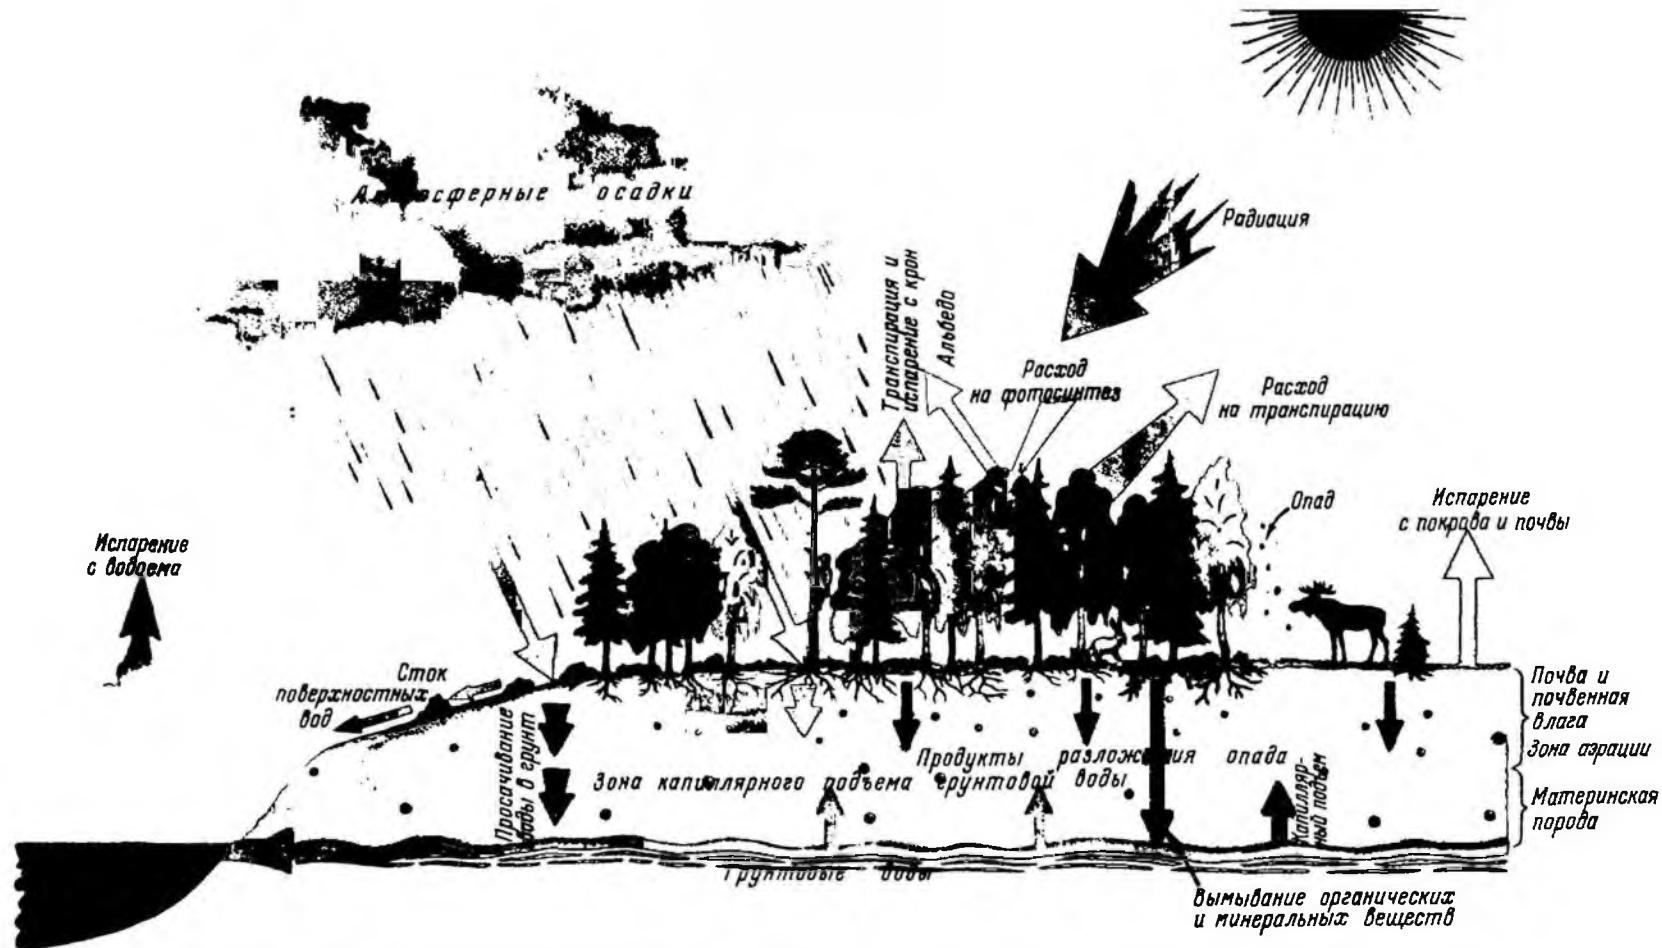 Атмосферные осадки
Радиация
Транспирация и
испарение с крон
Альбедо
Расход
на фотосинтез
Расход
на транспирацию
Опад
Испарение
с покрова и почвы
Испарение
с водоема
Сток
поверхностных
вод
Просачивание
воды в грунт
Почва и
почвенная
влага
Зона аэрации
Продукты разложения опада
Зона капиллярного подъема грунтовой воды
Капилляр-
ный подъем
Материнская
порода
Грунтовые воды
Вымывание органических
и минеральных веществ